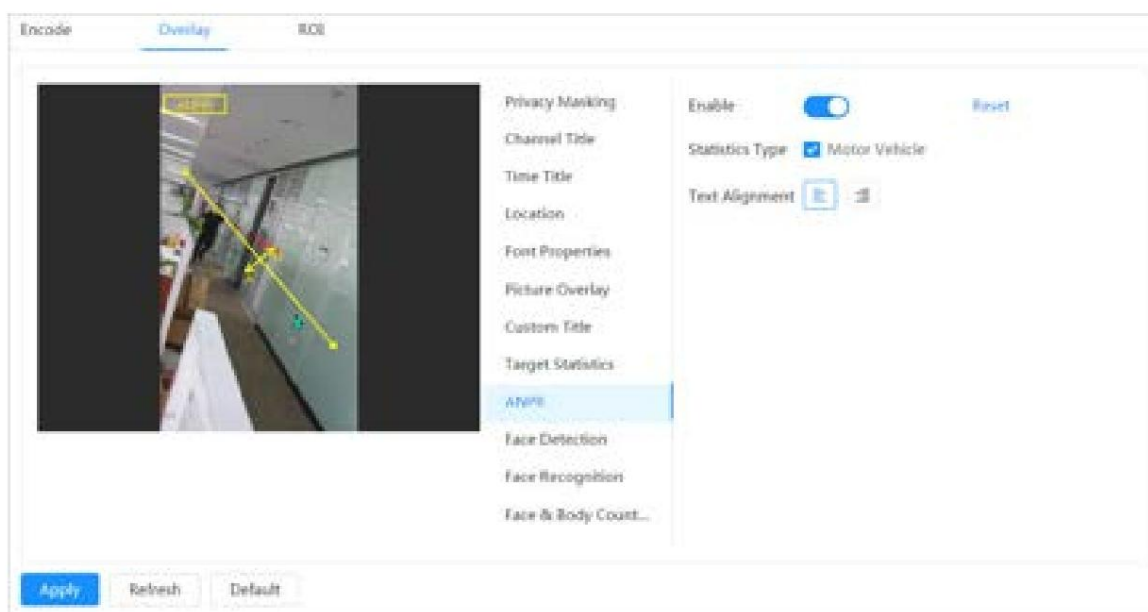 Encode Overlay ROI
Privacy Masking
Channel Title
Time Title
Location
Font Properties
Picture Overlay
Custom Title
Target Statistics
ANPR
Face Detection
Face Recognition
Face & Body Count...
Enable Reset
Statistics Type Motor Vehicle
Text Alignment
Apply Refresh Default